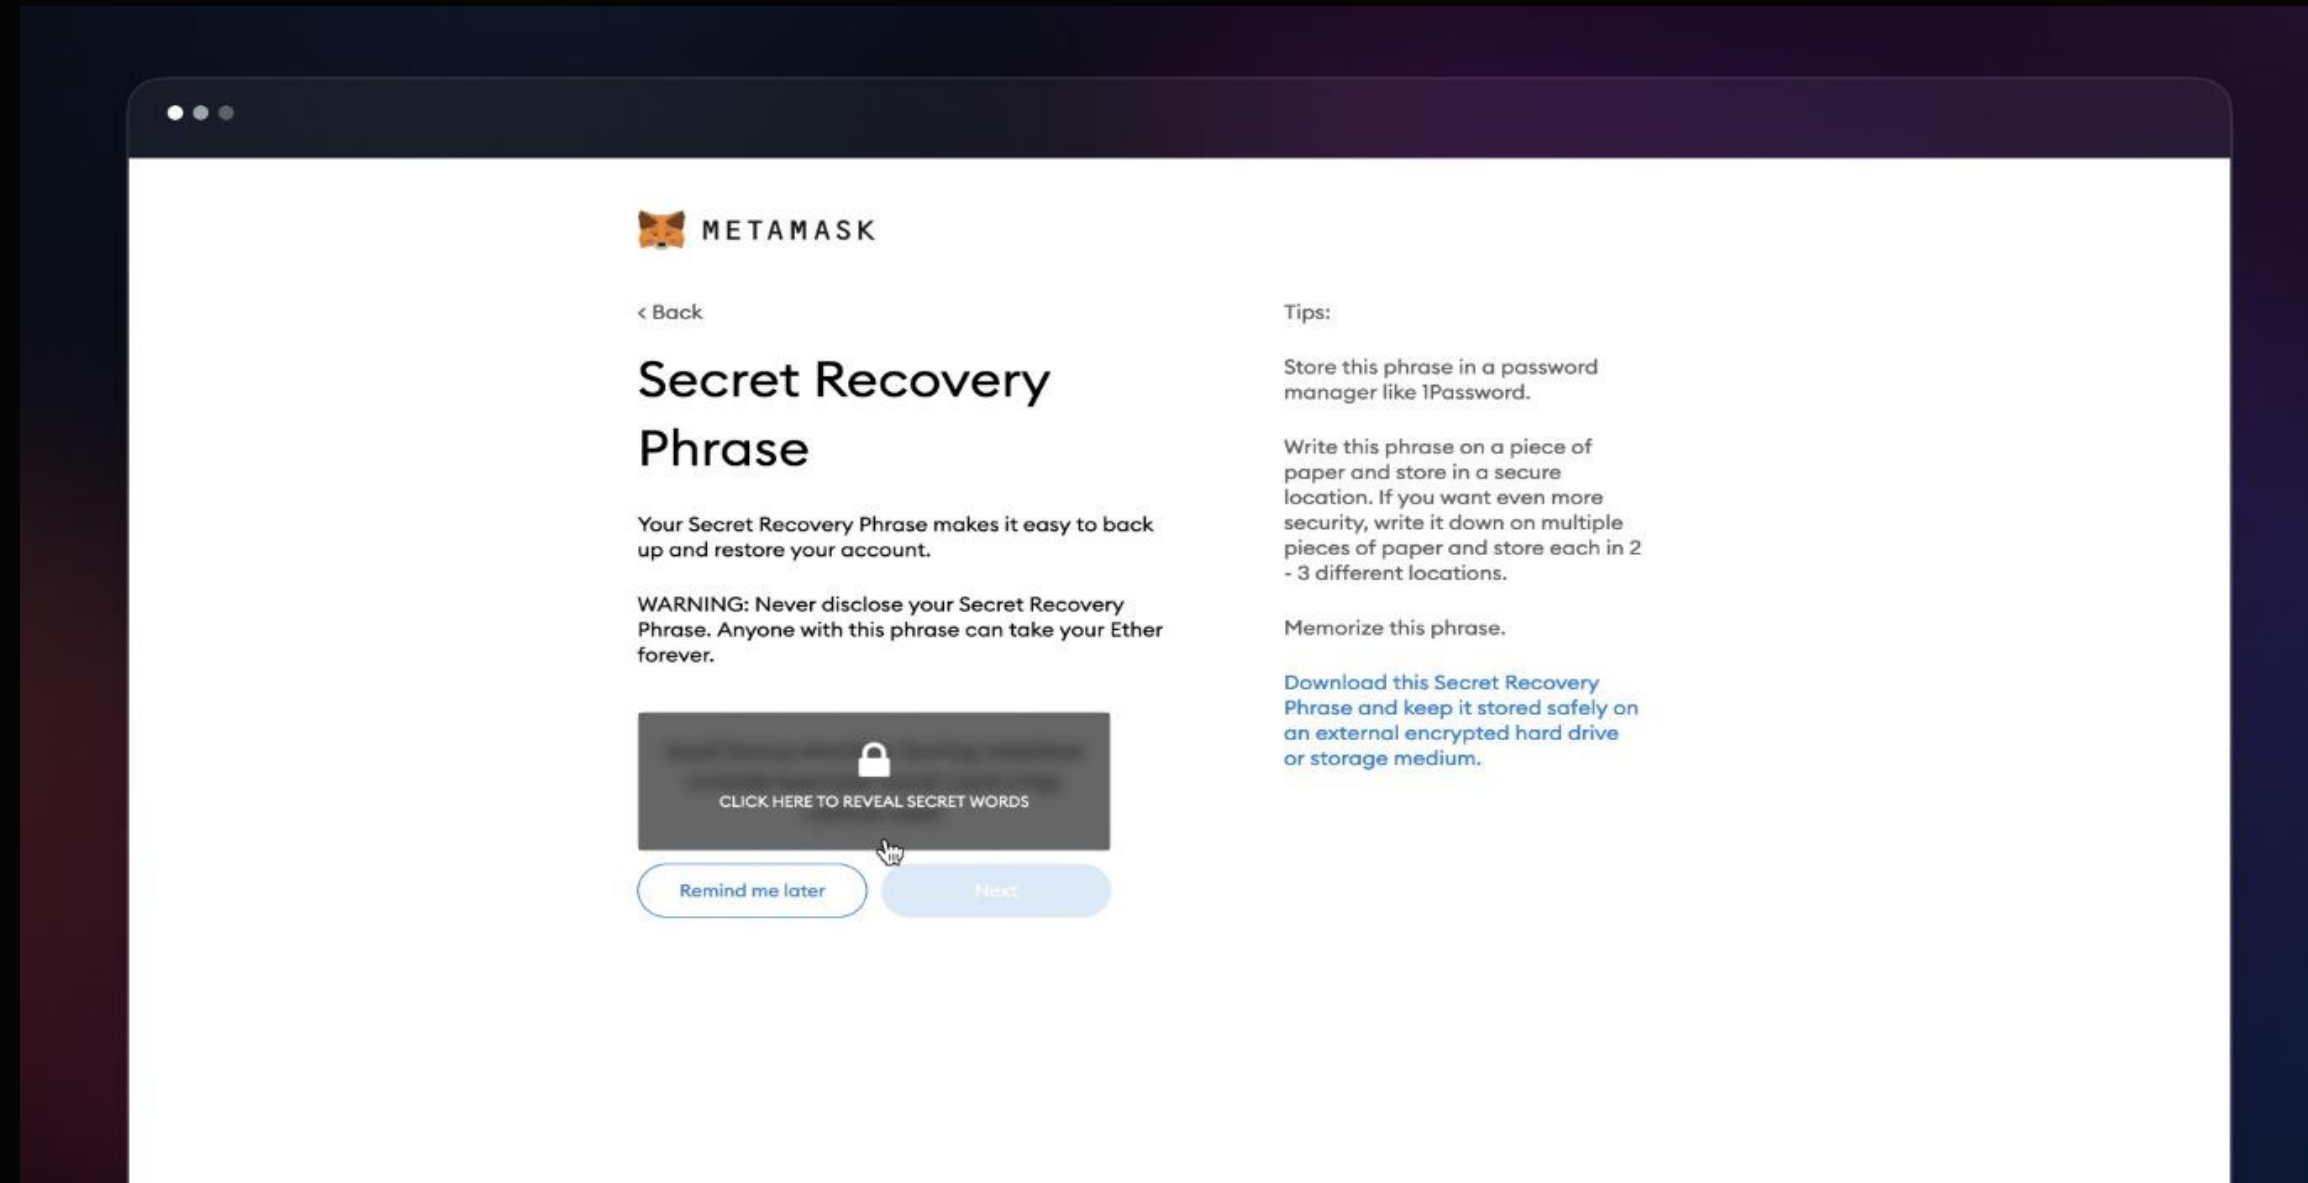 METAMASK
< Back
Secret Recovery
Phrase
Your Secret Recovery Phrase makes it easy to back
up and restore your account.
WARNING: Never disclose your Secret Recovery
Phrase. Anyone with this phrase can take your Ether
forever.
CLICK HERE TO REVEAL SECRET WORDS
Remind me later
Next
Tips:
Store this phrase in a password
manager like 1Password.
Write this phrase on a piece of
paper and store in a secure
location. If you want even more
security, write it down on multiple
pieces of paper and store each in 2
- 3 different locations.
Memorize this phrase.
Download this Secret Recovery
Phrase and keep it stored safely on
an external encrypted hard drive
or storage medium.